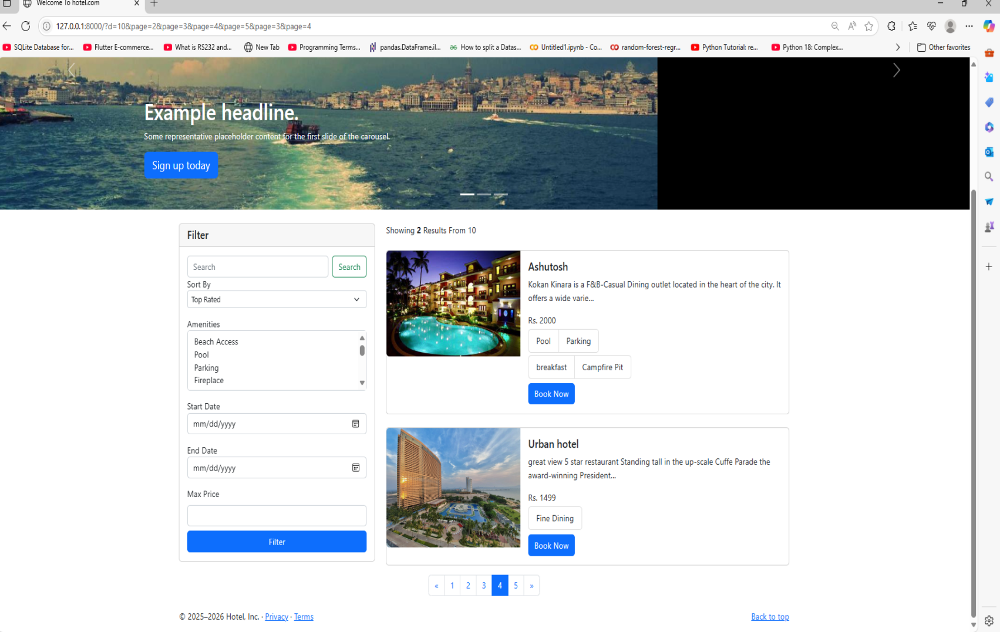 Welcome To hotel.com
127.0.0.1:8000/?d=10&page=2&page=3&page=4&page=5&page=3&page=4
SQLite Database for... Flutter E-commerce... What is RS232 and... New Tab Programming Terms... pandas.DataFrame.il... How to split a Datas... Untitled1.ipynb - Co... random-forest-regr... Python Tutorial: re... Python 18: Complex... Other favorites
Example headline.
Some representative placeholder content for the first slide of the carousel.
Sign up today
Filter
Search Search
Sort By
Top Rated
Amenities
Beach Access
Pool
Parking
Fireplace
Start Date
mm/dd/yyyy
End Date
mm/dd/yyyy
Max Price
Filter
Showing 2 Results From 10
Ashutosh
Kokan Kinara is a F&B-Casual Dining outlet located in the heart of the city. It
offers a wide varie...
Rs. 2000
Pool Parking
breakfast Campfire Pit
Book Now
Urban hotel
great view 5 star restaurant Standing tall in the up-scale Cuffe Parade the
award-winning President...
Rs. 1499
Fine Dining
Book Now
« 1 2 3 4 5 »
© 2025–2026 Hotel, Inc. · Privacy · Terms
Back to top